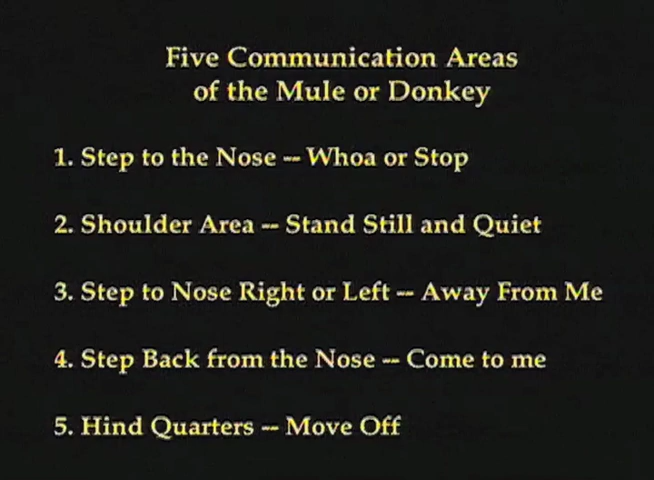 Five Communication Areas
of the Mule or Donkey
1. Step to the Nose -- Whoa or Stop
2. Shoulder Area -- Stand Still and Quiet
3. Step to Nose Right or Left -- Away From Me
4. Step Back from the Nose -- Come to me
5. Hind Quarters -- Move Off